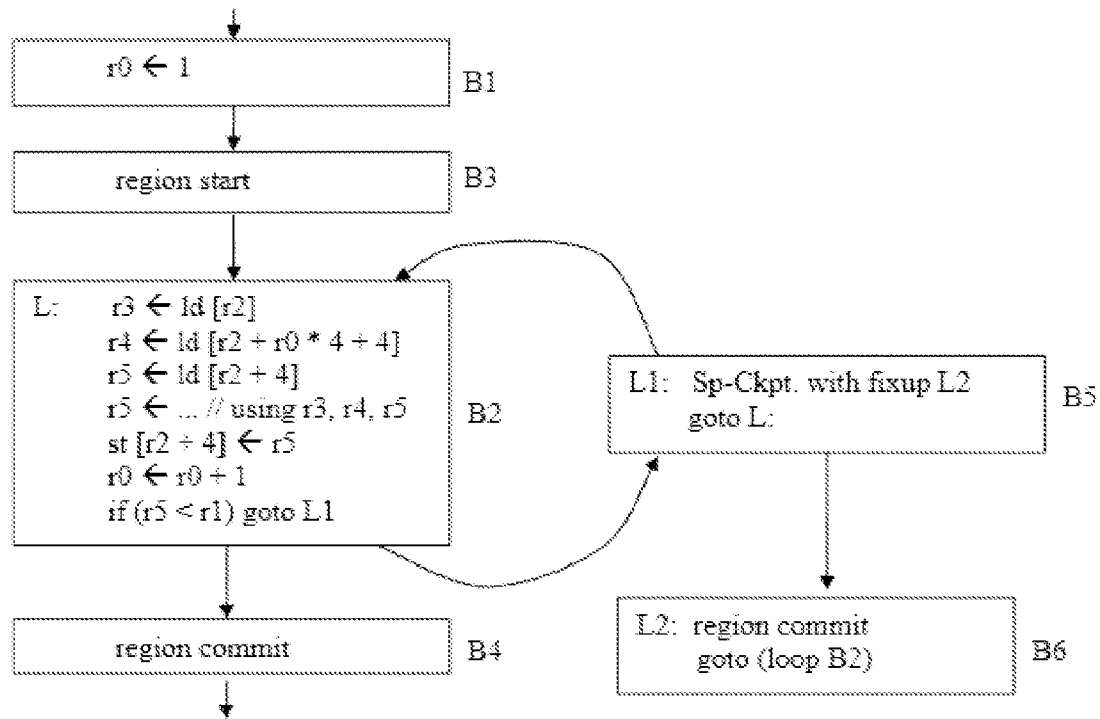 r0 ← 1
B1
region start
B3
L: r3 ← ld [r2]
r4 ← ld [r2 + r0 * 4 + 4]
r5 ← ld [r2 + 4]
r5 ← ... // using r3, r4, r5
st [r2 + 4] ← r5
r0 ← r0 + 1
if (r5 < r1) goto L1
B2
L1: Sp-Ckpt. with fixup L2
goto L:
B5
region commit
B4
L2: region commit
goto (loop B2)
B6